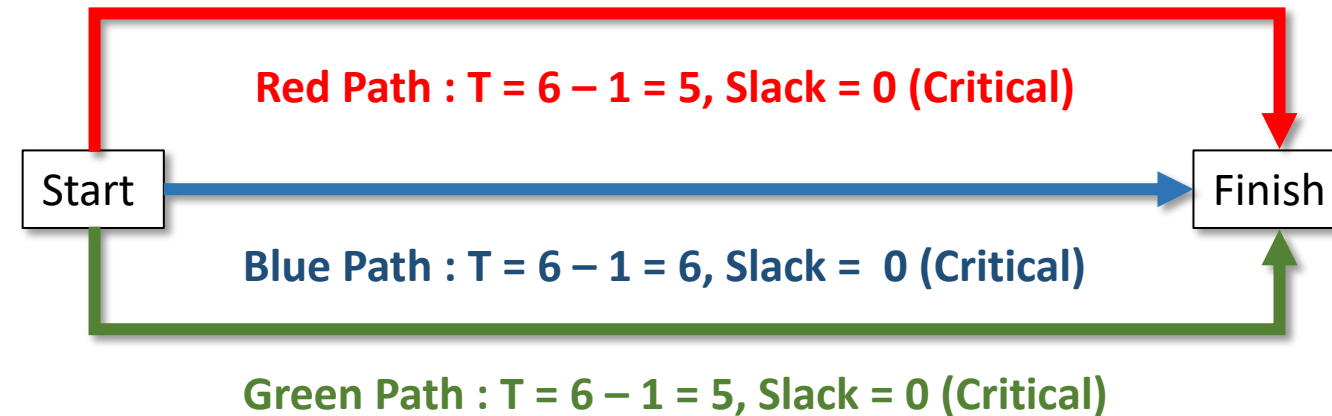 Red Path : T = 6 – 1 = 5, Slack = 0 (Critical)
Start
Finish
Blue Path : T = 6 – 1 = 6, Slack =  0 (Critical)
Green Path : T = 6 – 1 = 5, Slack = 0 (Critical)